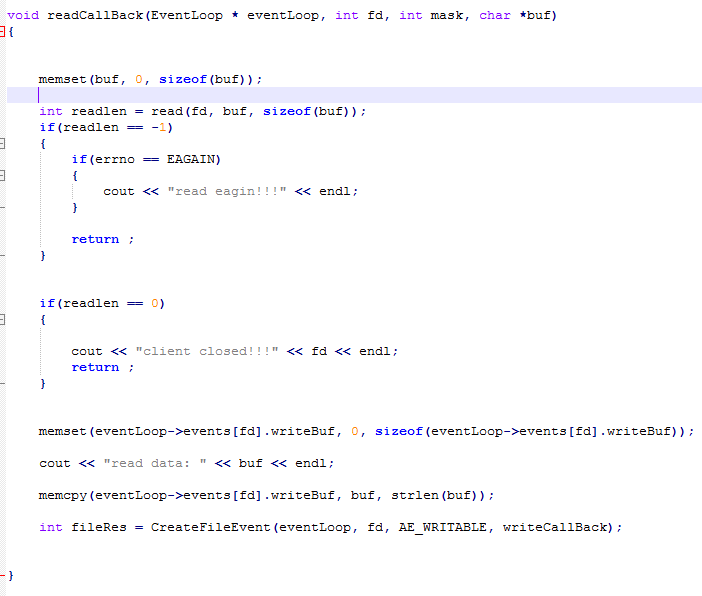 void readCallBack(EventLoop * eventLoop, int fd, int mask, char *buf)
{
memset(buf, 0, sizeof(buf));
int readlen = read(fd, buf, sizeof(buf));
if(readlen == -1)
{
if(errno == EAGAIN)
{
cout << "read eagin!!!" << endl;
}
return ;
}
if(readlen == 0)
{
cout << "client closed!!!" << fd << endl;
return ;
}
memset(eventLoop->events[fd].writeBuf, 0, sizeof(eventLoop->events[fd].writeBuf));
cout << "read data: " << buf << endl;
memcpy(eventLoop->events[fd].writeBuf, buf, strlen(buf));
int fileRes = CreateFileEvent(eventLoop, fd, AE_WRITABLE, writeCallBack);
}